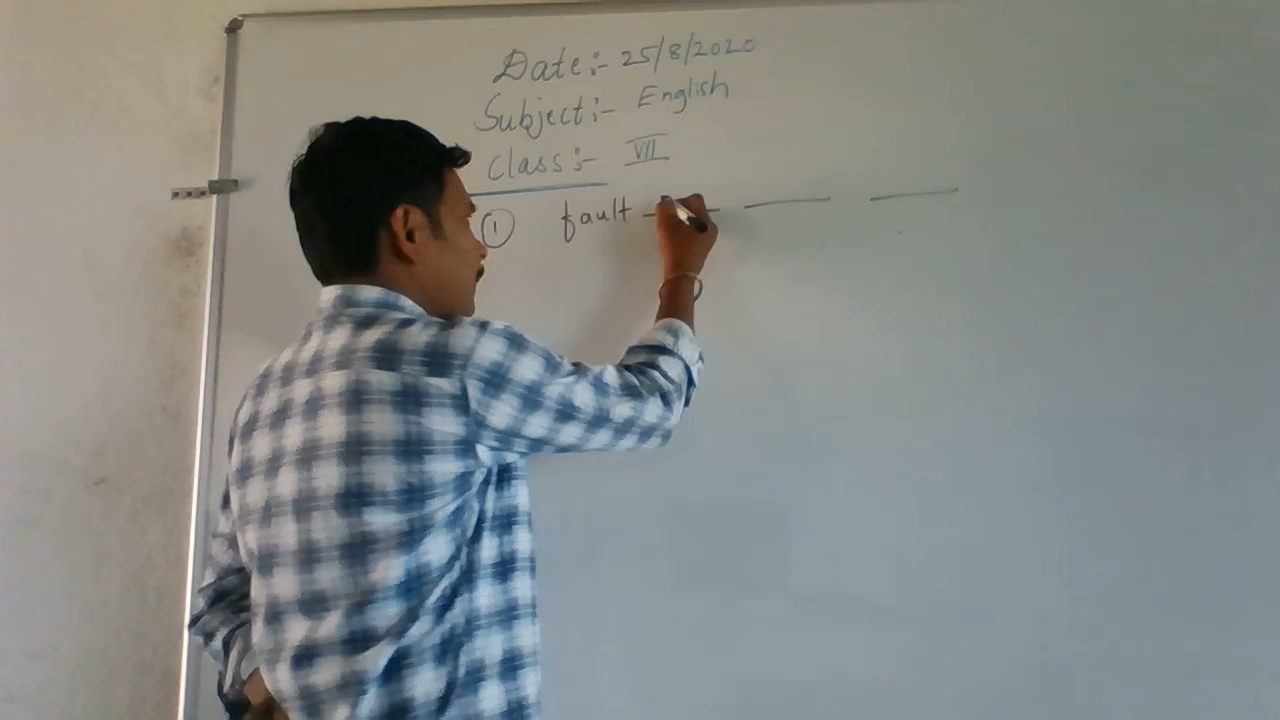 Date:- 25/8/2020
Subject:- English
Class:- VII
① fault — — —